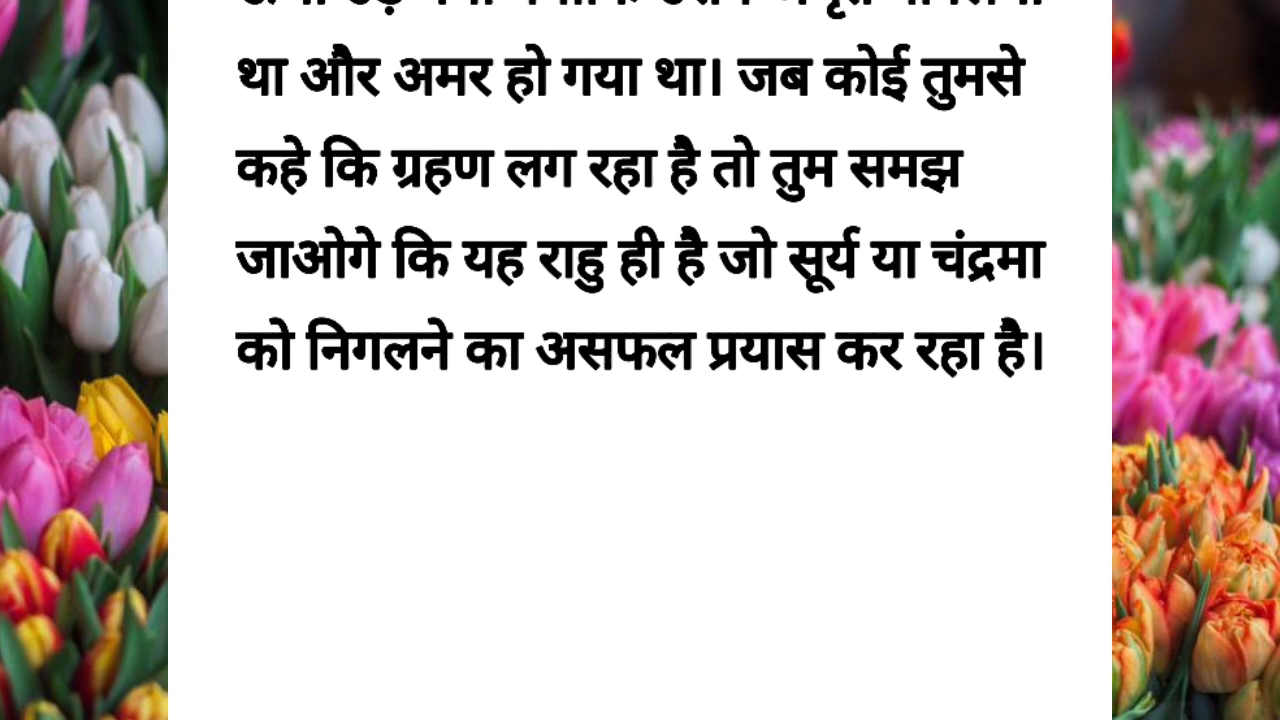 था और अमर हो गया था। जब कोई तुमसे
कहे कि ग्रहण लग रहा है तो तुम समझ
जाओगे कि यह राहु ही है जो सूर्य या चंद्रमा
को निगलने का असफल प्रयास कर रहा है।